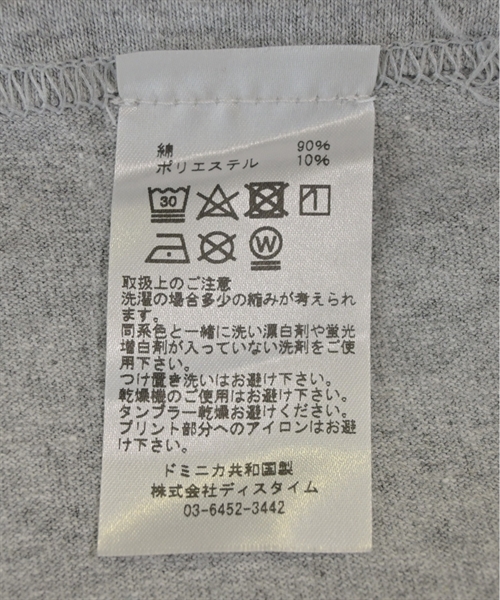 綿 90%
ポリエステル 10%
30
W
取扱上のご注意
洗濯の場合多少の縮みが考えられ
ます。
同系色と一緒に洗い漂白剤や蛍光
増白剤が入っていない洗剤をご使
用下さい。
つけ置き洗いはお避け下さい。
乾燥機のご使用はお避け下さい。
タンブラー乾燥お避けください。
プリント部分へのアイロンはお避
け下さい。
ドミニカ共和国製
株式会社ディスタイム
03-6452-3442